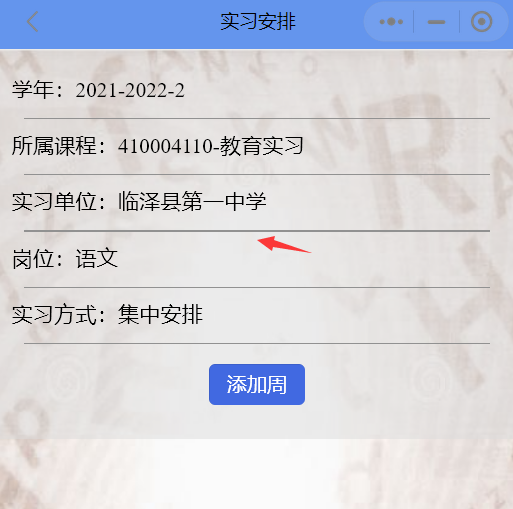 实习安排
学年：2021-2022-2
所属课程：410004110-教育实习
实习单位：临泽县第一中学
岗位：语文
实习方式：集中安排
添加周